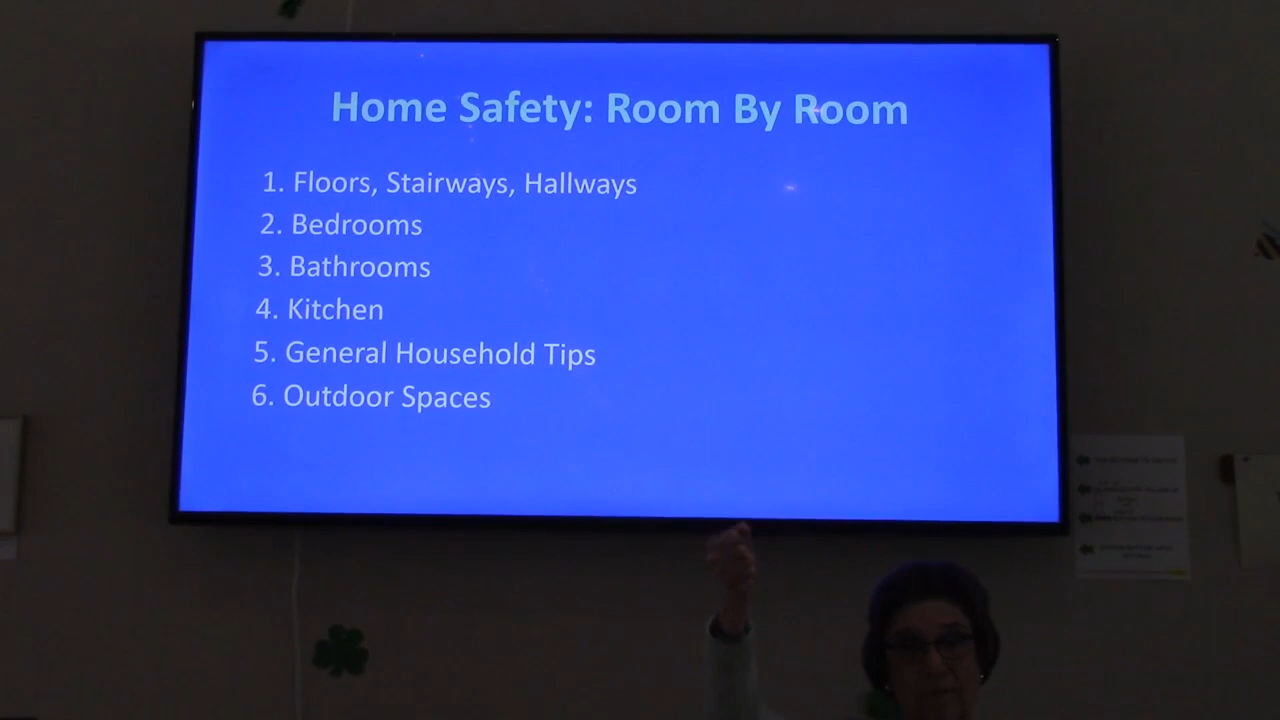 Home Safety: Room By Room
1. Floors, Stairways, Hallways
2. Bedrooms
3. Bathrooms
4. Kitchen
5. General Household Tips
6. Outdoor Spaces